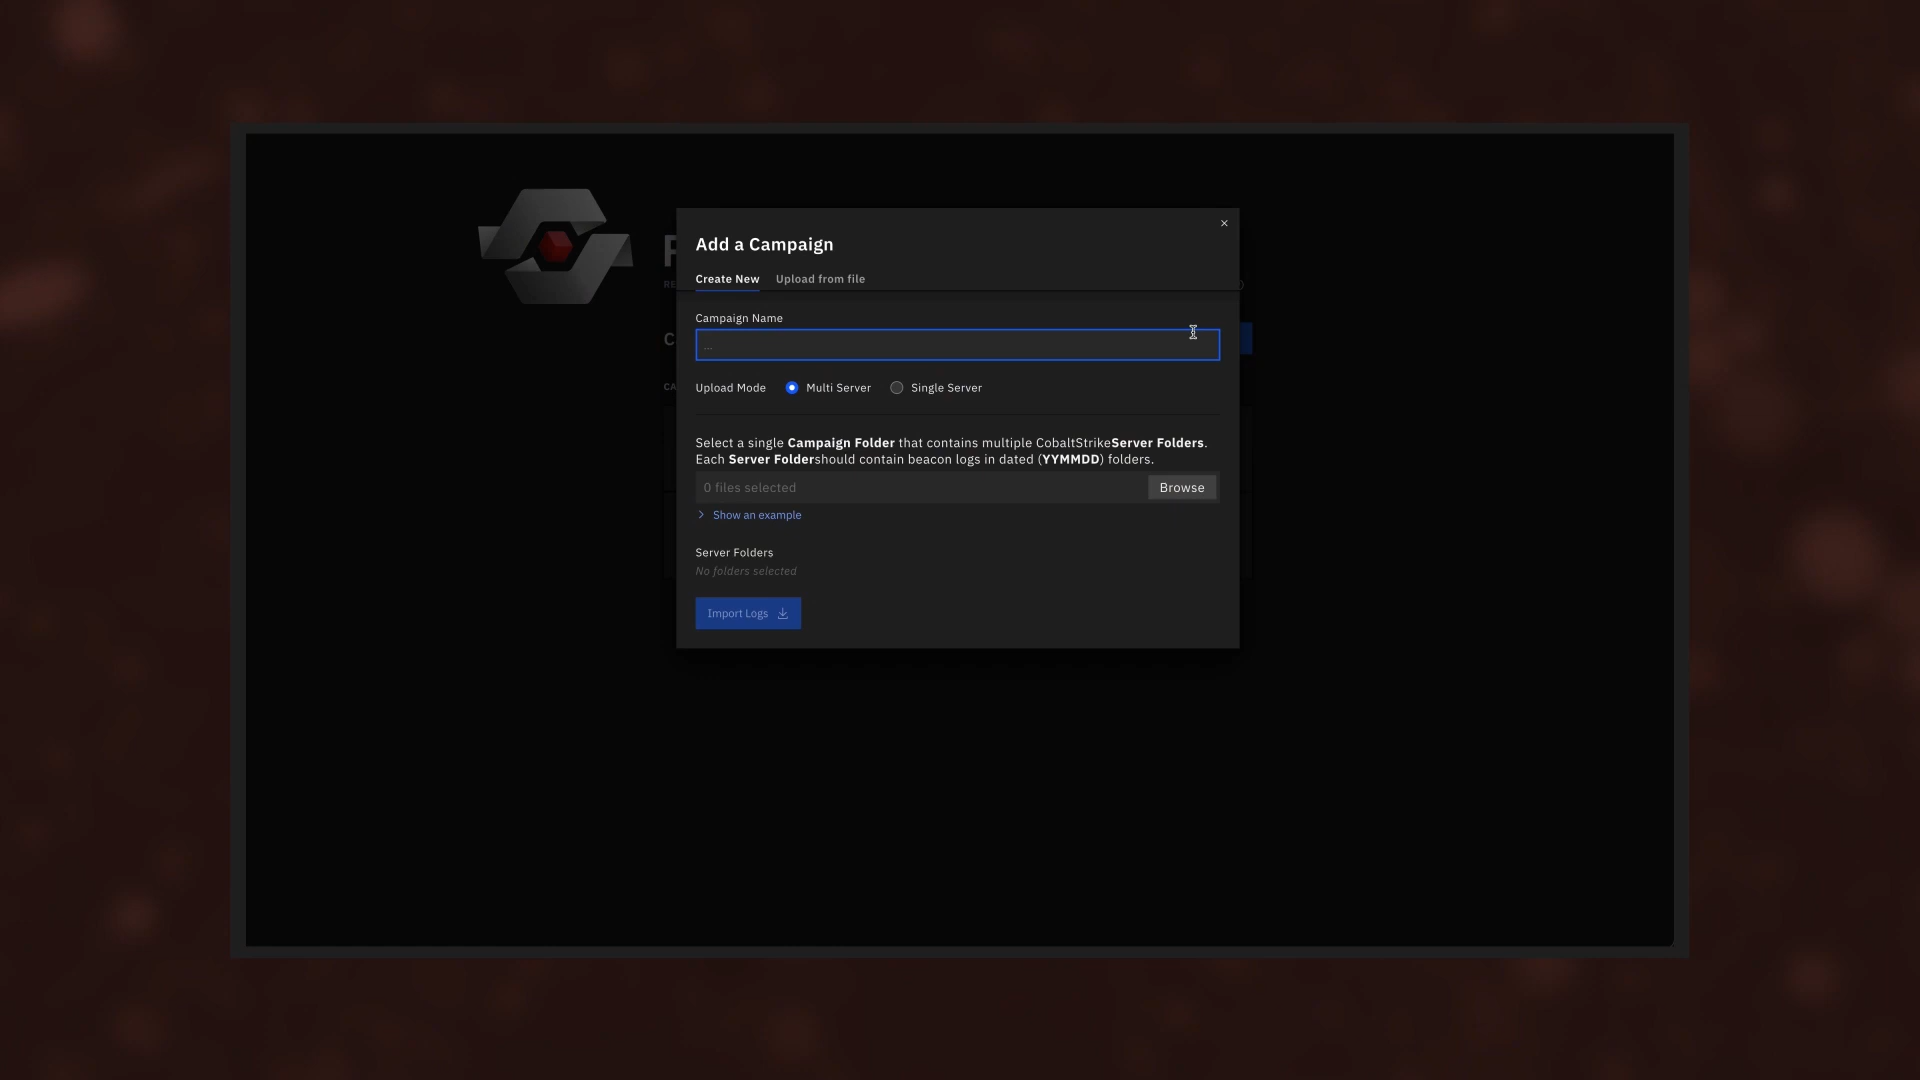 ×
Add a Campaign
Create New Upload from file
Campaign Name
...
Upload Mode Multi Server Single Server
Select a single Campaign Folder that contains multiple CobaltStrikeServer Folders.
Each Server Foldershould contain beacon logs in dated (YYMMDD) folders.
0 files selected Browse
Show an example
Server Folders
No folders selected
Import Logs